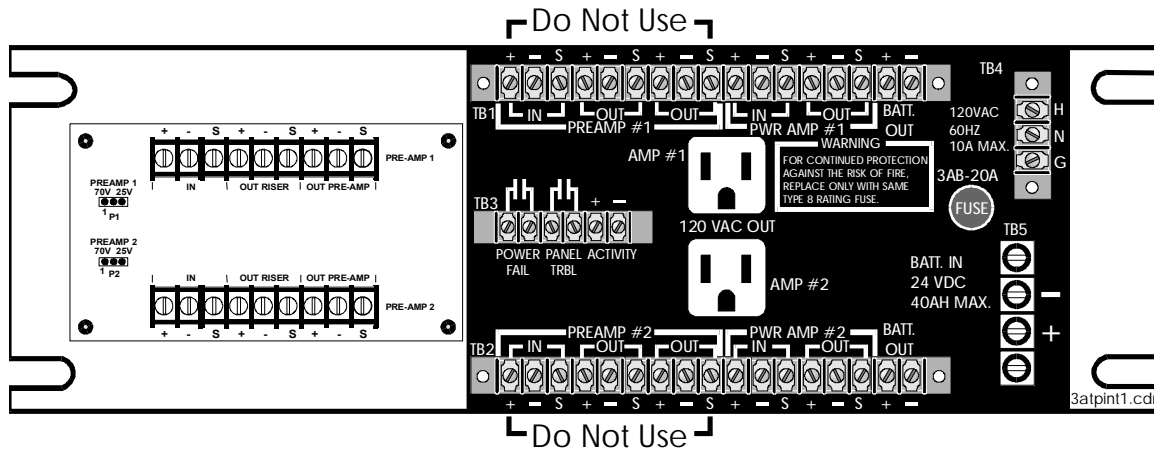 Do Not Use
+ − S + − S + − S + − S + − S + −
TB1
IN OUT OUT IN OUT BATT.
PREAMP #1 PWR AMP #1 OUT
TB4
120VAC
60HZ
10A MAX.
H
N
G
WARNING
FOR CONTINUED PROTECTION
AGAINST THE RISK OF FIRE,
REPLACE ONLY WITH SAME
TYPE 8 RATING FUSE.
3AB-20A
FUSE
+ - S + - S + - S
PRE-AMP 1
IN OUT RISER OUT PRE-AMP
PREAMP 1
70V 25V
1 P1
PREAMP 2
70V 25V
1 P2
IN OUT RISER OUT PRE-AMP
PRE-AMP 2
+ - S + - S + - S
AMP #1
120 VAC OUT
AMP #2
TB3
+ −
POWER PANEL ACTIVITY
FAIL TRBL
TB5
BATT. IN
24 VDC
40AH MAX.
−
+
PREAMP #2 PWR AMP #2 BATT.
TB2
IN OUT OUT IN OUT OUT
+ − S + − S + − S + − S + − S + −
Do Not Use
3atpint1.cdr